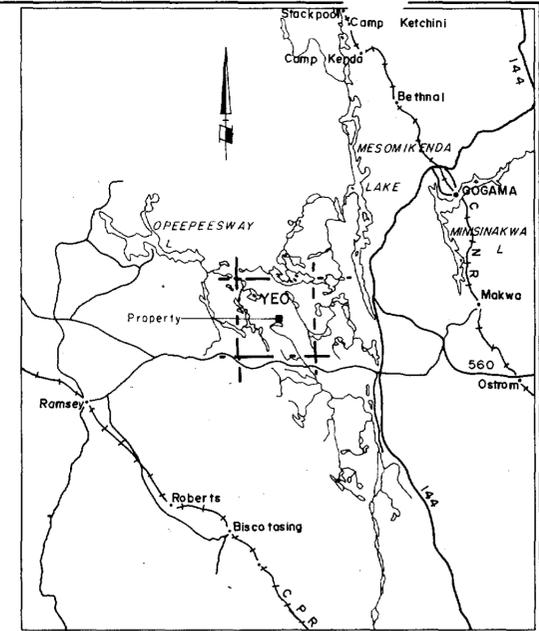 Stackpool
Camp Ketchini
Camp Kenda
144
Bethnal
MESOMIKENDA
LAKE
GOGAMA
OPEEPEESWAY
L
MINISINAKWA
L
C N R
YEO
Makwa
Property
560
Ostrom
Ramsey
144
Roberts
Biscotasing
C P R